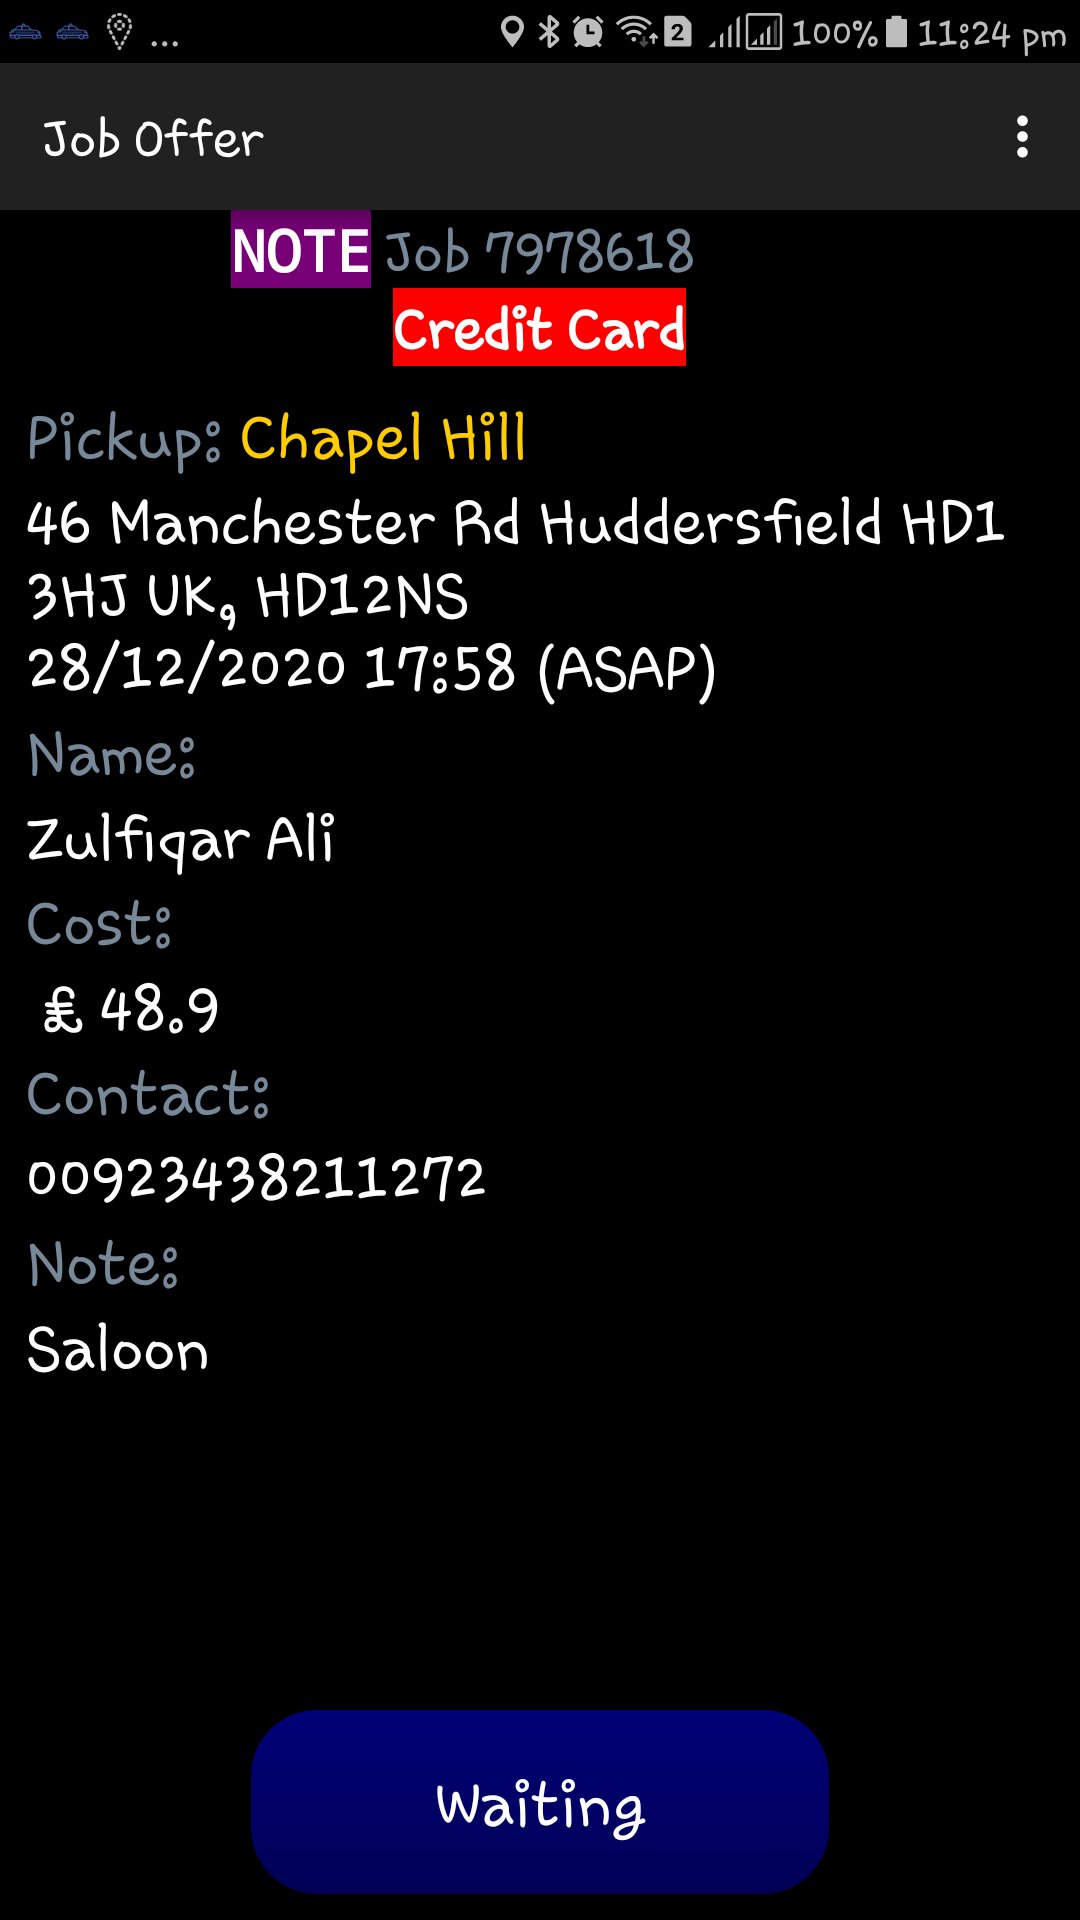 ... 2 100% 11:24 pm
Job Offer
NOTE Job 7978618
Credit Card
Pickup: Chapel Hill
46 Manchester Rd Huddersfield HD1
3HJ UK, HD12NS
28/12/2020 17:58 (ASAP)
Name:
Zulfiqar Ali
Cost:
£ 48.9
Contact:
00923438211272
Note:
Saloon
Waiting